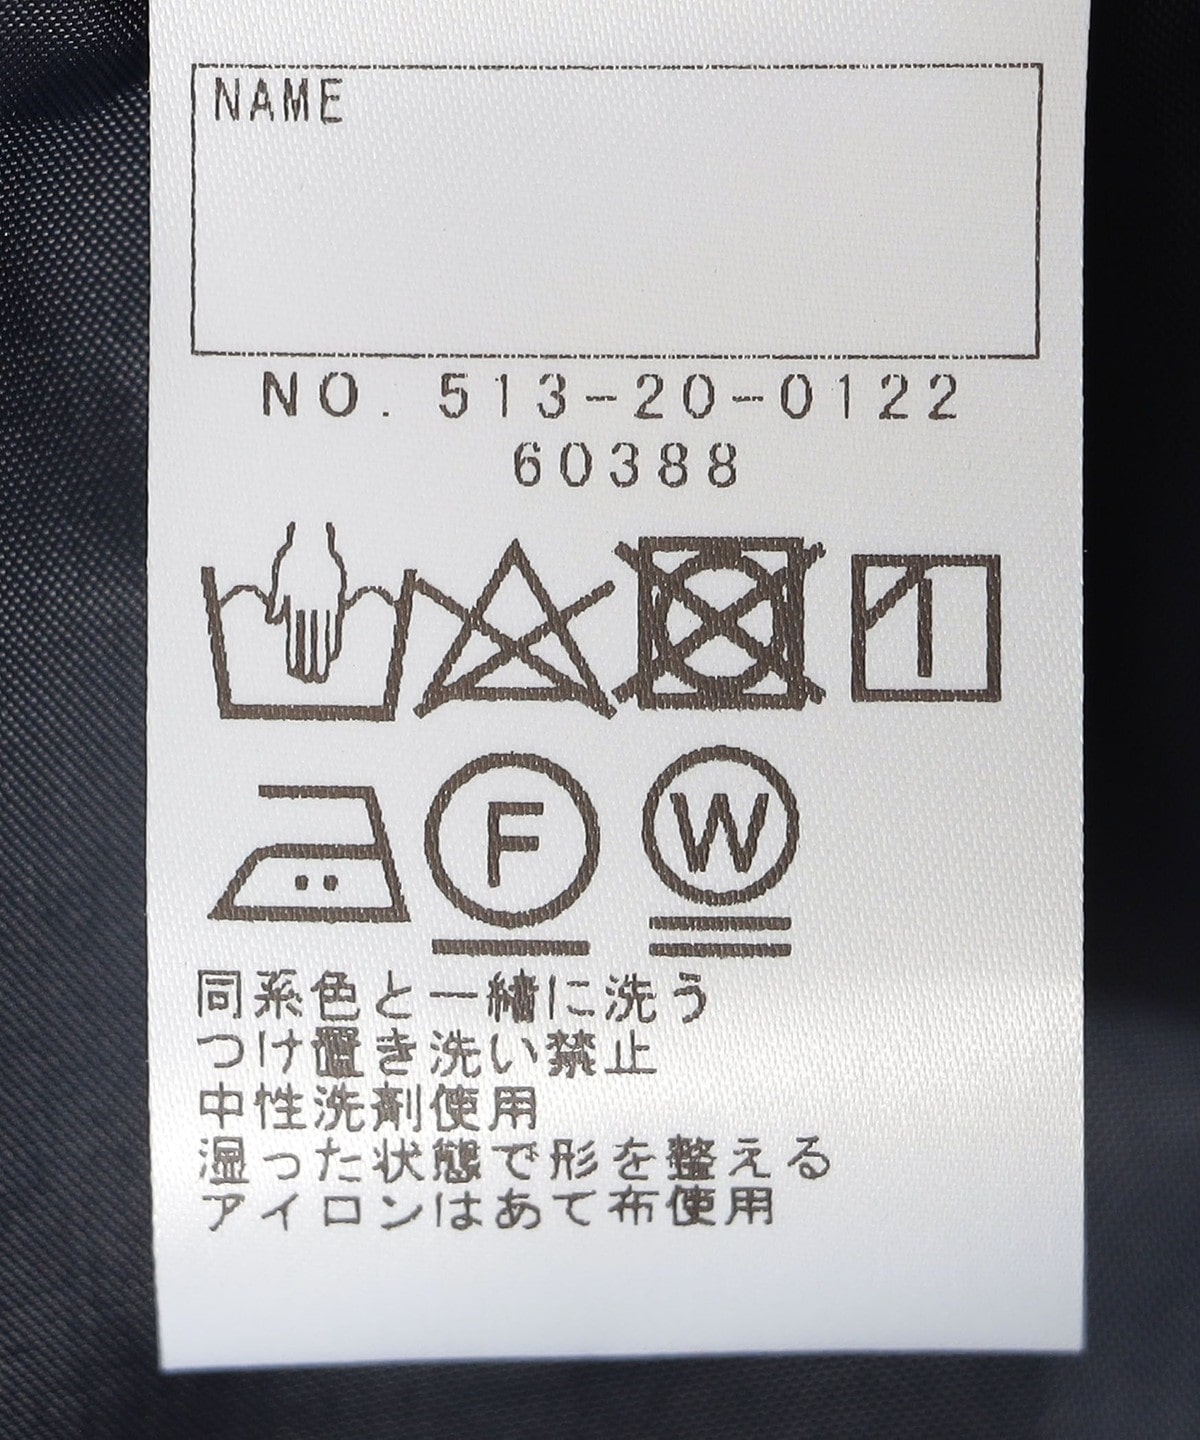 NAME
NO. 513-20-0122
60388
F
W
同系色と一緒に洗う
つけ置き洗い禁止
中性洗剤使用
湿った状態で形を整える
アイロンはあて布使用